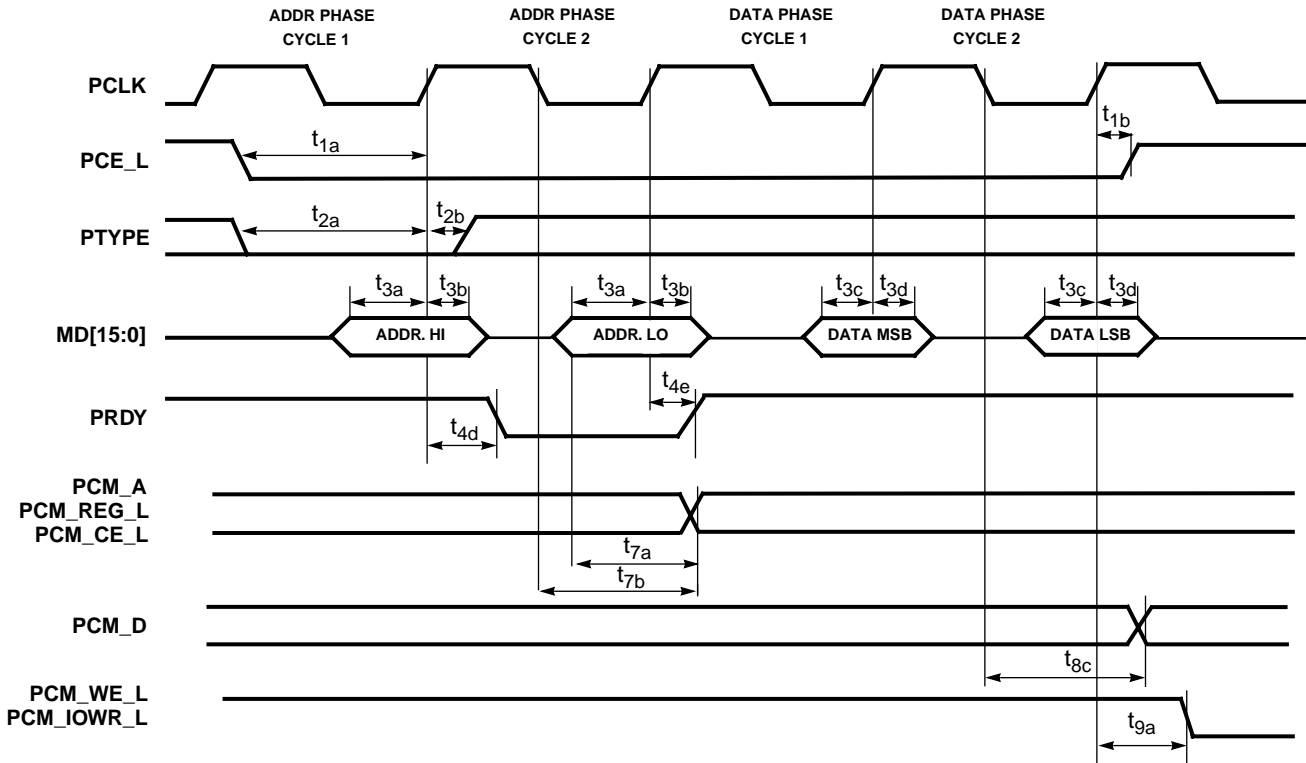 ADDR PHASE
CYCLE 1
ADDR PHASE
CYCLE 2
DATA PHASE
CYCLE 1
DATA PHASE
CYCLE 2
PCLK
PCE_L
t1a
t1b
PTYPE
t2a
t2b
MD[15:0]
t3a
t3b
t3a
t3b
t3c
t3d
t3c
t3d
ADDR. HI
ADDR. LO
DATA MSB
DATA LSB
PRDY
t4d
t4e
PCM_A
PCM_REG_L
PCM_CE_L
t7a
t7b
PCM_D
t8c
PCM_WE_L
PCM_IOWR_L
t9a